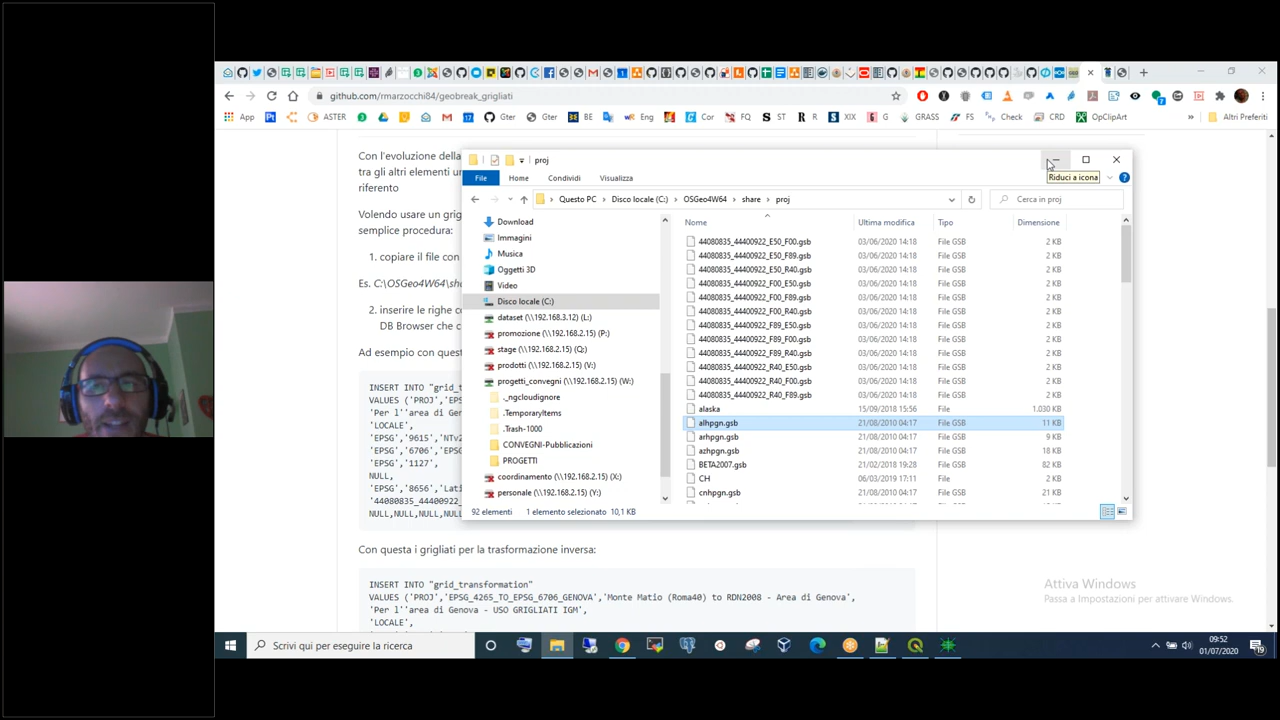 github.com/rmarzocchi84/geobreak_grigliati
App
ASTER
Gter
Gter
BE
Eng
Cor
FQ
ST
R
XIX
G
GRASS
FS
Check
CRD
OpClipArt
»
Altri Preferiti
Con l'evoluzione della
tra gli altri elementi u
riferento
Volendo usare un grig
semplice procedura:
1. copiare il file con
Es. C:\OSGeo4W64\sh
2. inserire le righe co
DB Browser che c
Ad esempio con quest
INSERT INTO "grid_t
VALUES ('PROJ','EPS
'Per l''area di Gen
'LOCALE',
'EPSG','9615','NTv2
'EPSG','6706','EPSG
'EPSG','1127',
NULL,
'EPSG','8656','Lati
'44080835_44400922_
NULL,NULL,NULL,NULL
Con questa i grigliati per la trasformazione inversa:
INSERT INTO "grid_transformation"
VALUES ('PROJ','EPSG_4265_TO_EPSG_6706_GENOVA','Monte Matio (Roma40) to RDN2008 - Area di Genova',
'Per l''area di Genova - USO GRIGLIATI IGM',
'LOCALE',
proj
Riduci a icona
File
Home
Condividi
Visualizza
Questo PC
Disco locale (C:)
OSGeo4W64
share
proj
Cerca in proj
Download
Immagini
Musica
Oggetti 3D
Video
Disco locale (C:)
dataset (\\192.168.3.12) (L:)
promozione (\\192.168.2.15) (P:)
stage (\\192.168.2.15) (Q:)
prodotti (\\192.168.2.15) (V:)
progetti_convegni (\\192.168.2.15) (W:)
._ngcloudignore
.TemporaryItems
.Trash-1000
CONVEGNI-Pubblicazioni
PROGETTI
coordinamento (\\192.168.2.15) (X:)
personale (\\192.168.2.15) (Y:)
Nome Ultima modifica Tipo Dimensione
44080835_44400922_E50_F00.gsb 03/06/2020 14:18 File GSB 2 KB
44080835_44400922_E50_F89.gsb 03/06/2020 14:18 File GSB 2 KB
44080835_44400922_E50_R40.gsb 03/06/2020 14:18 File GSB 2 KB
44080835_44400922_F00_E50.gsb 03/06/2020 14:18 File GSB 2 KB
44080835_44400922_F00_F89.gsb 03/06/2020 14:18 File GSB 2 KB
44080835_44400922_F00_R40.gsb 03/06/2020 14:18 File GSB 2 KB
44080835_44400922_F89_E50.gsb 03/06/2020 14:18 File GSB 2 KB
44080835_44400922_F89_F00.gsb 03/06/2020 14:18 File GSB 2 KB
44080835_44400922_F89_R40.gsb 03/06/2020 14:18 File GSB 2 KB
44080835_44400922_R40_E50.gsb 03/06/2020 14:18 File GSB 2 KB
44080835_44400922_R40_F00.gsb 03/06/2020 14:18 File GSB 2 KB
44080835_44400922_R40_F89.gsb 03/06/2020 14:18 File GSB 2 KB
alaska 15/09/2018 15:56 File 1.030 KB
alhpgn.gsb 21/08/2010 04:17 File GSB 11 KB
arhpgn.gsb 21/08/2010 04:17 File GSB 9 KB
azhpgn.gsb 21/08/2010 04:17 File GSB 18 KB
BETA2007.gsb 21/02/2018 19:28 File GSB 82 KB
CH 06/03/2019 17:11 File 2 KB
cnhpgn.gsb 21/08/2010 04:17 File GSB 21 KB
92 elementi 1 elemento selezionato 10,1 KB
Attiva Windows
Passa a Impostazioni per attivare Windows.
Scrivi qui per eseguire la ricerca
09:52
01/07/2020